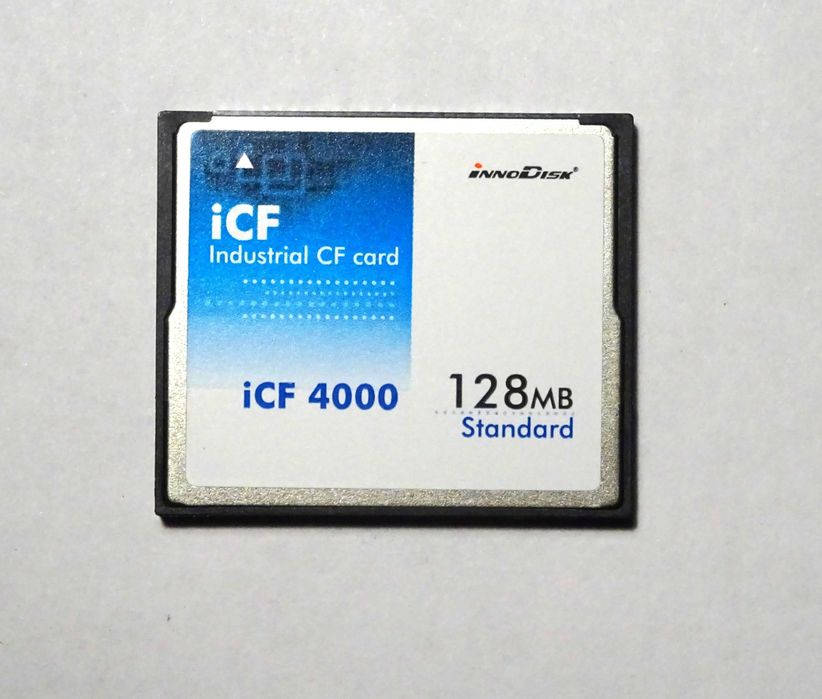 iNNODISK®
iCF
Industrial CF card
iCF 4000
128MB
Standard